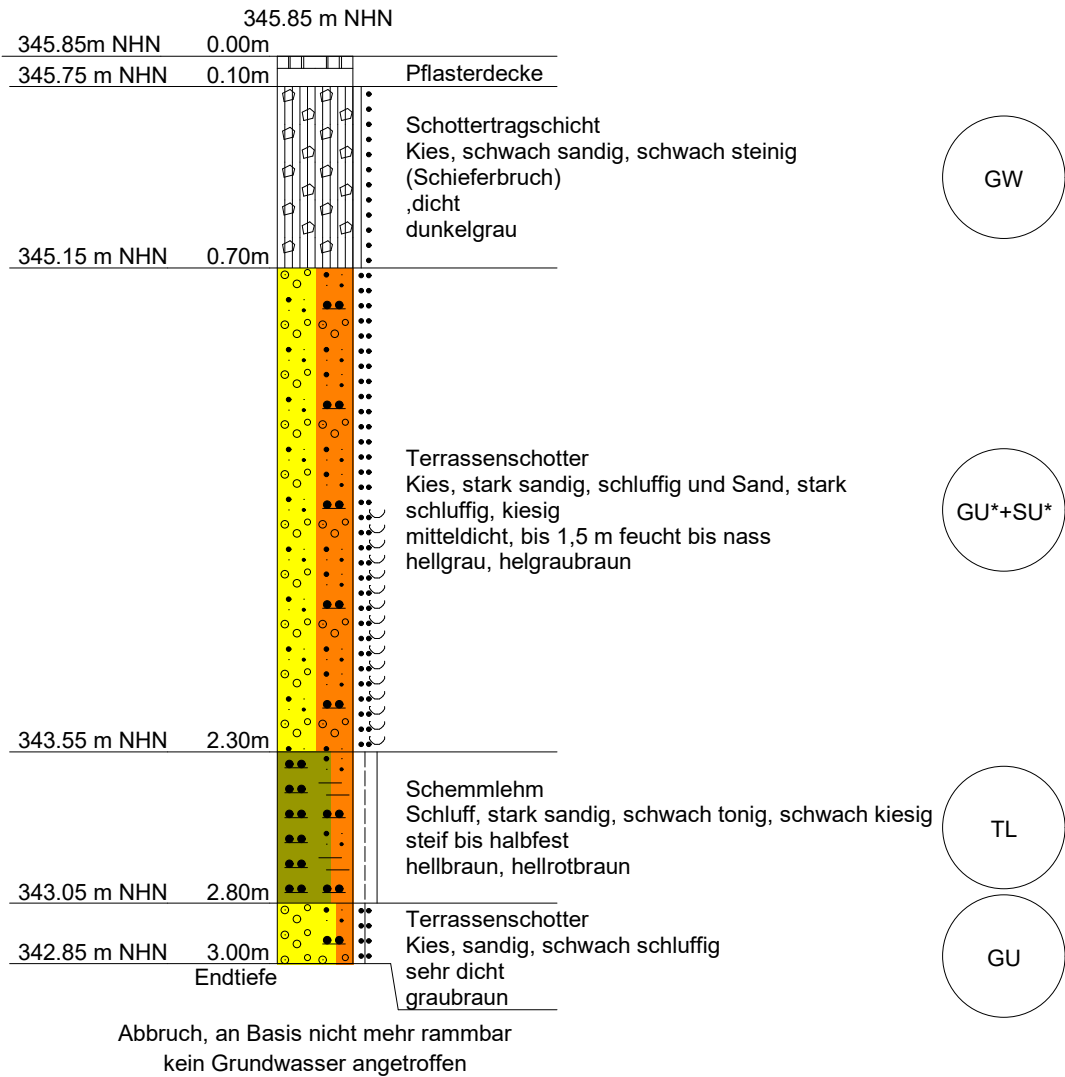 345.85 m NHN
345.85m NHN 0.00m
345.75 m NHN 0.10m
Pflasterdecke
Schottertragschicht
Kies, schwach sandig, schwach steinig
(Schieferbruch)
,dicht
dunkelgrau
GW
345.15 m NHN 0.70m
Terrassenschotter
Kies, stark sandig, schluffig und Sand, stark
schluffig, kiesig
mitteldicht, bis 1,5 m feucht bis nass
hellgrau, helgraubraun
GU*+SU*
343.55 m NHN 2.30m
Schemmlehm
Schluff, stark sandig, schwach tonig, schwach kiesig
steif bis halbfest
hellbraun, hellrotbraun
TL
343.05 m NHN 2.80m
Terrassenschotter
Kies, sandig, schwach schluffig
sehr dicht
graubraun
GU
342.85 m NHN 3.00m
Endtiefe
Abbruch, an Basis nicht mehr rammbar
kein Grundwasser angetroffen